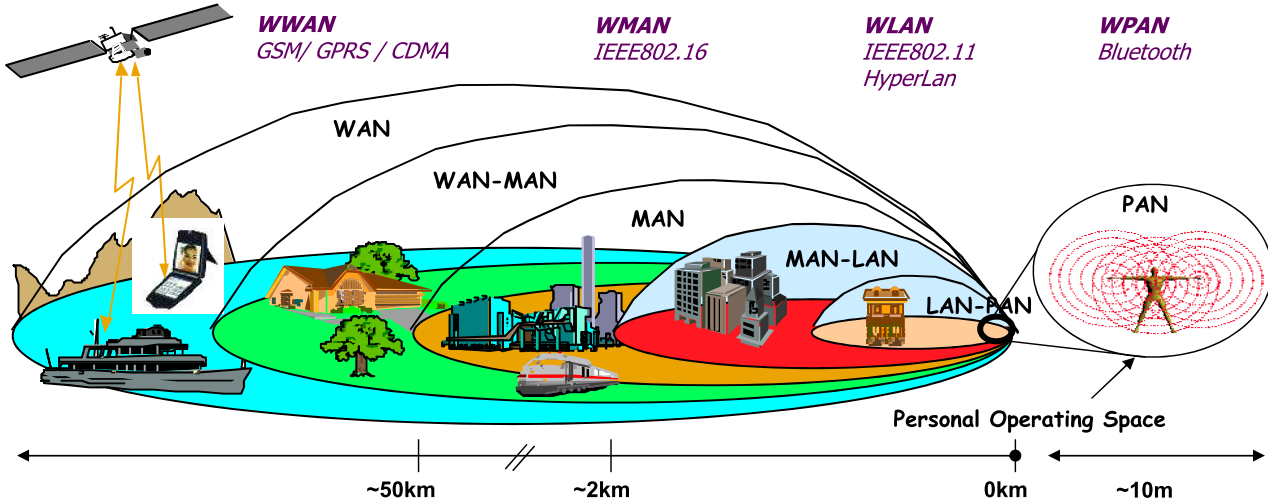 WWAN
GSM/ GPRS / CDMA
WMAN
IEEE802.16
WLAN
IEEE802.11
HyperLan
WPAN
Bluetooth
WAN
WAN-MAN
MAN
MAN-LAN
LAN-PAN
PAN
Personal Operating Space
~50km
~2km
0km
~10m